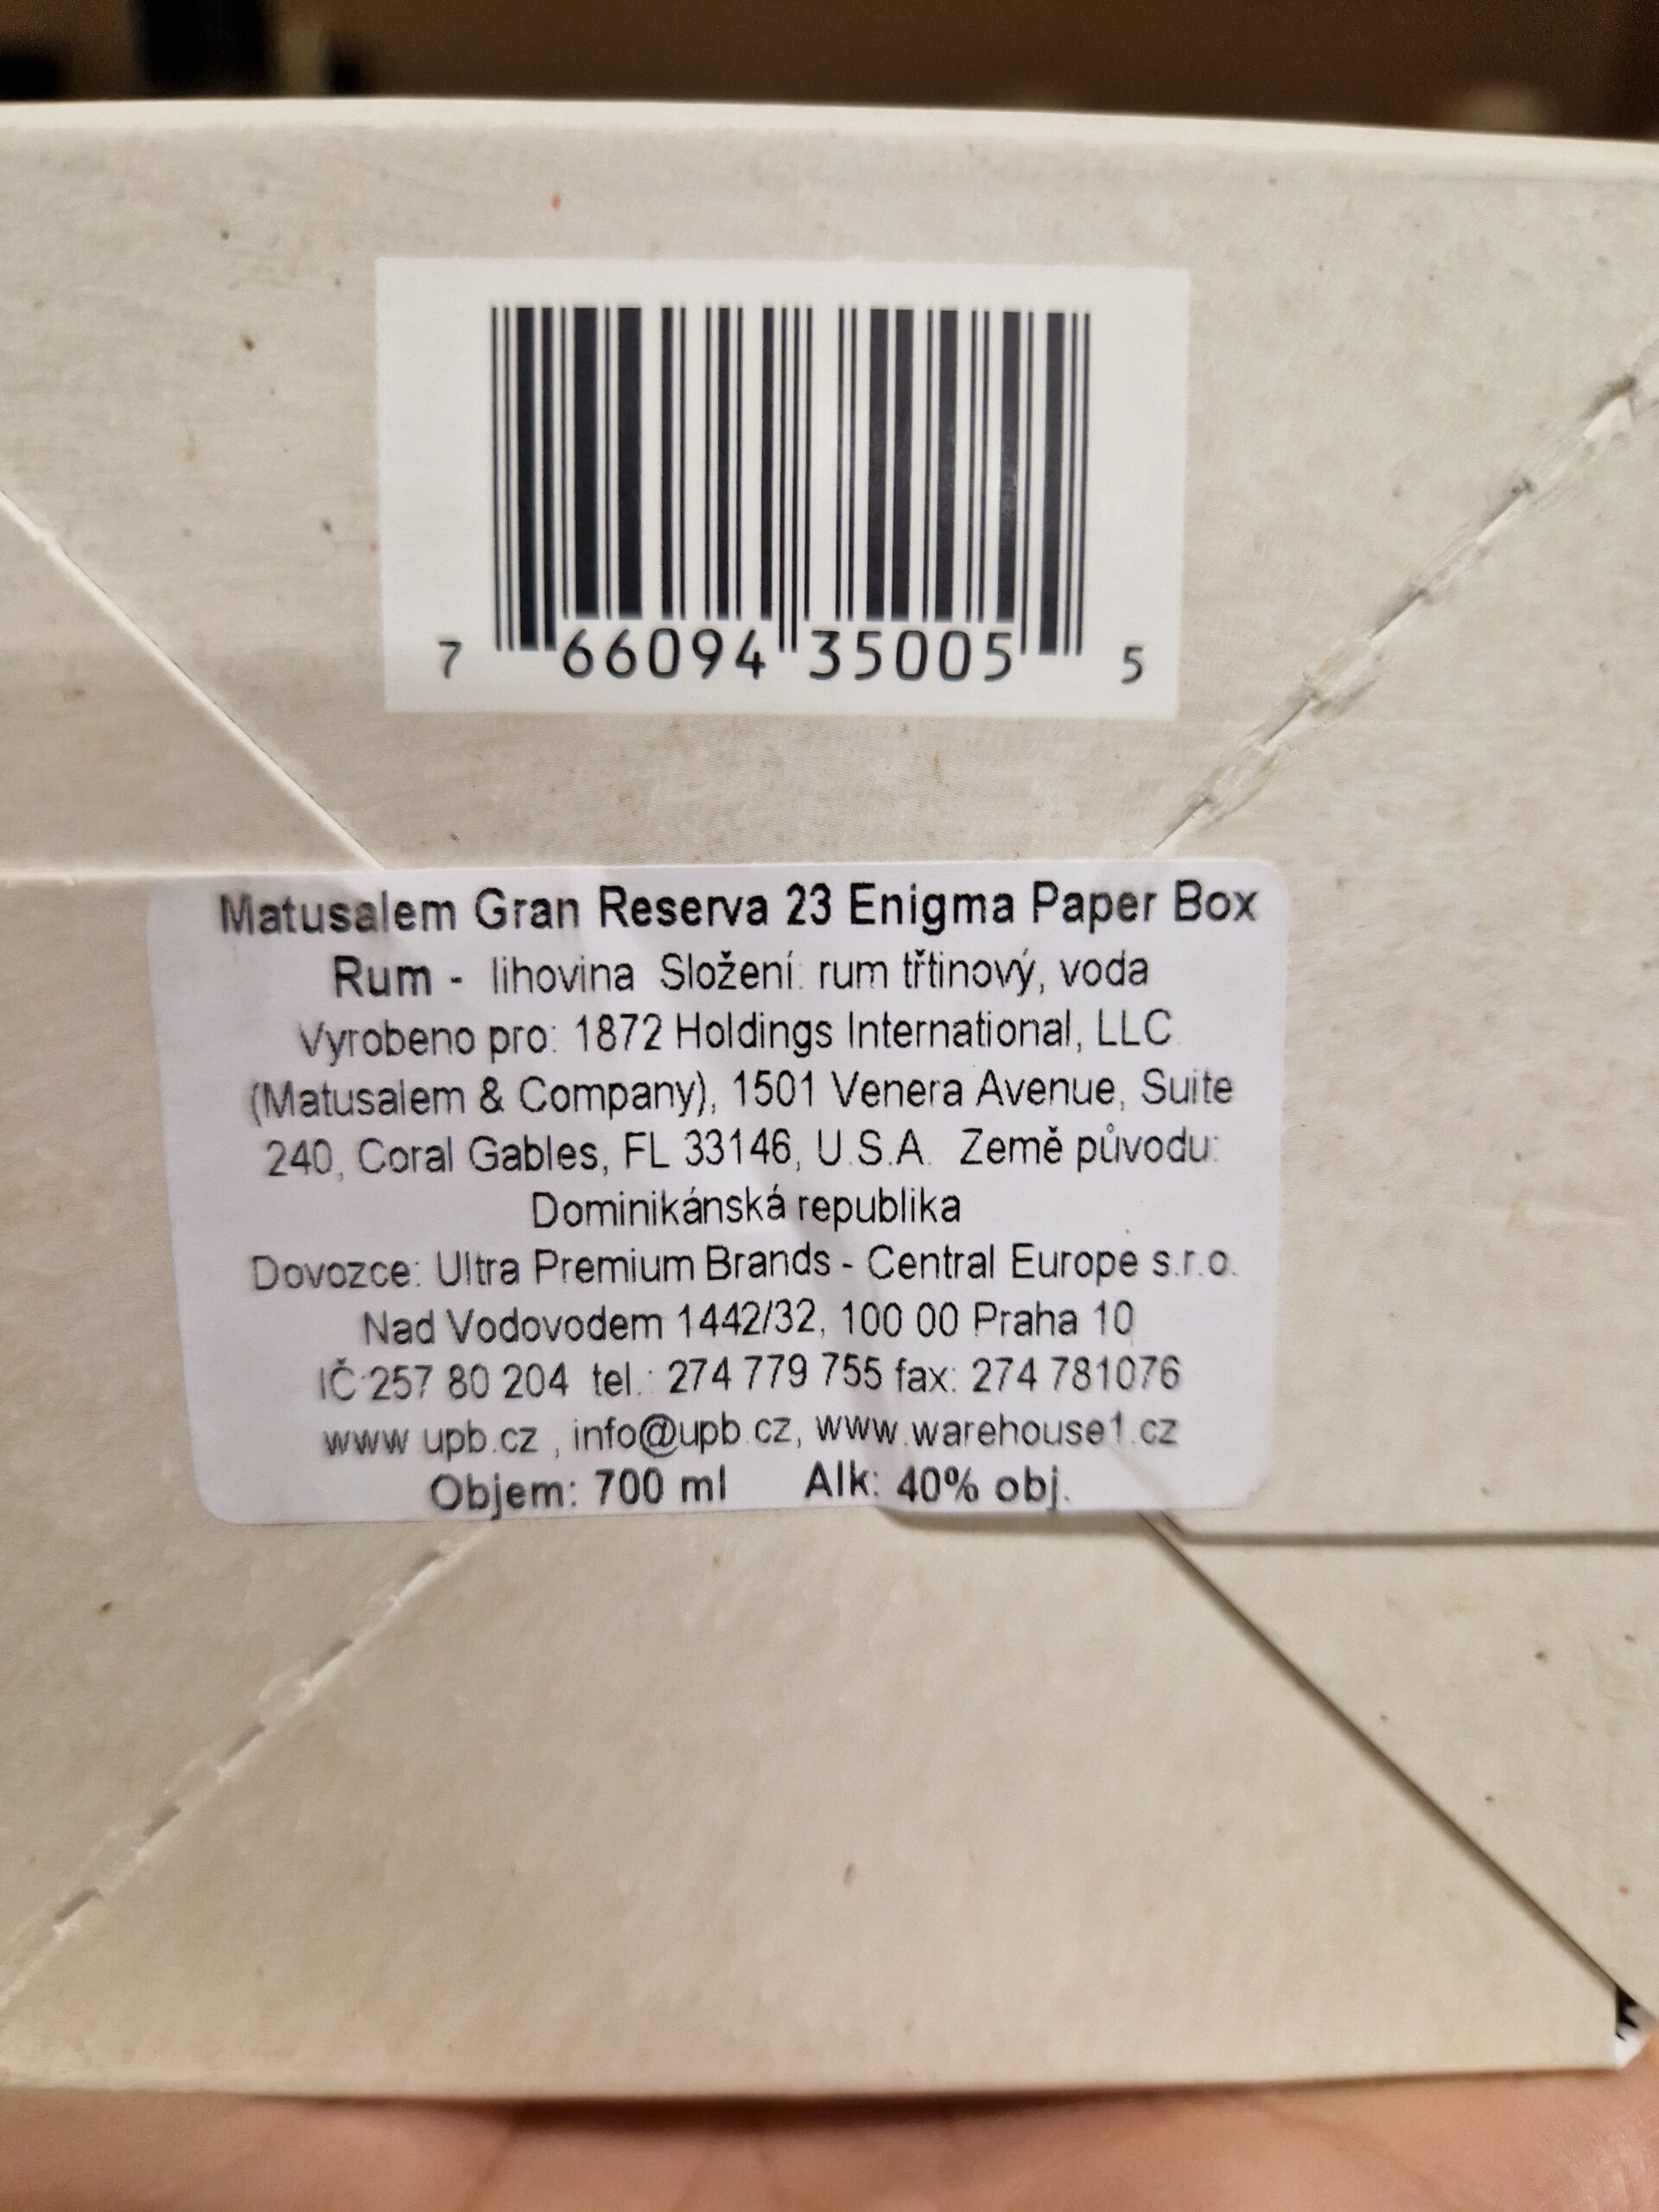 7 66094 35005 5
Matusalem Gran Reserva 23 Enigma Paper Box
Rum - lihovina Složení: rum třtinový, voda
Vyrobeno pro: 1872 Holdings International, LLC
(Matusalem & Company), 1501 Venera Avenue, Suite
240, Coral Gables, FL 33146, U.S.A. Země původu:
Dominikánská republika
Dovozce: Ultra Premium Brands - Central Europe s.r.o.
Nad Vodovodem 1442/32, 100 00 Praha 10
IČ:257 80 204 tel.: 274 779 755 fax: 274 781076
www.upb.cz , info@upb.cz, www.warehouse1.cz
Objem: 700 ml Alk: 40% obj.